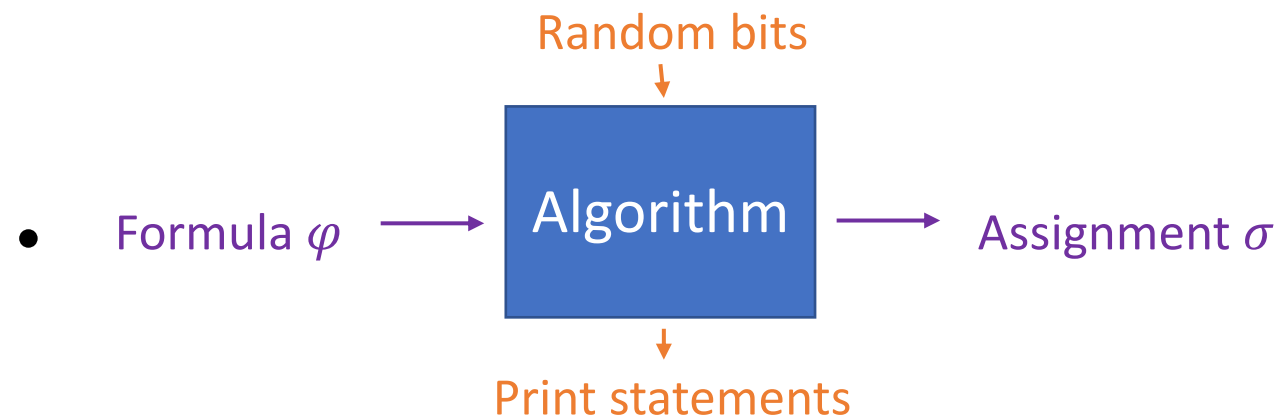 Random bits
Algorithm
• Formula φ
Assignment σ
Print statements